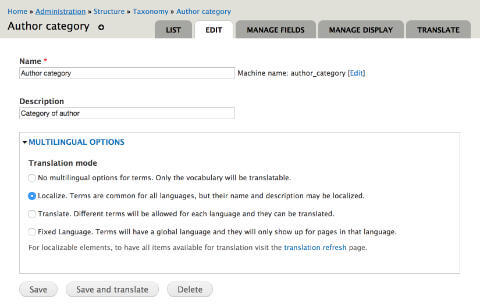 Home » Administration » Structure » Taxonomy » Author category
Author category
LIST
EDIT
MANAGE FIELDS
MANAGE DISPLAY
TRANSLATE
Name *
Author category
Machine name: author_category [Edit]
Description
Category of author
MULTILINGUAL OPTIONS
Translation mode
No multilingual options for terms. Only the vocabulary will be translatable.
Localize. Terms are common for all languages, but their name and description may be localized.
Translate. Different terms will be allowed for each language and they can be translated.
Fixed Language. Terms will have a global language and they will only show up for pages in that language.
For localizable elements, to have all items available for translation visit the translation refresh page.
Save
Save and translate
Delete